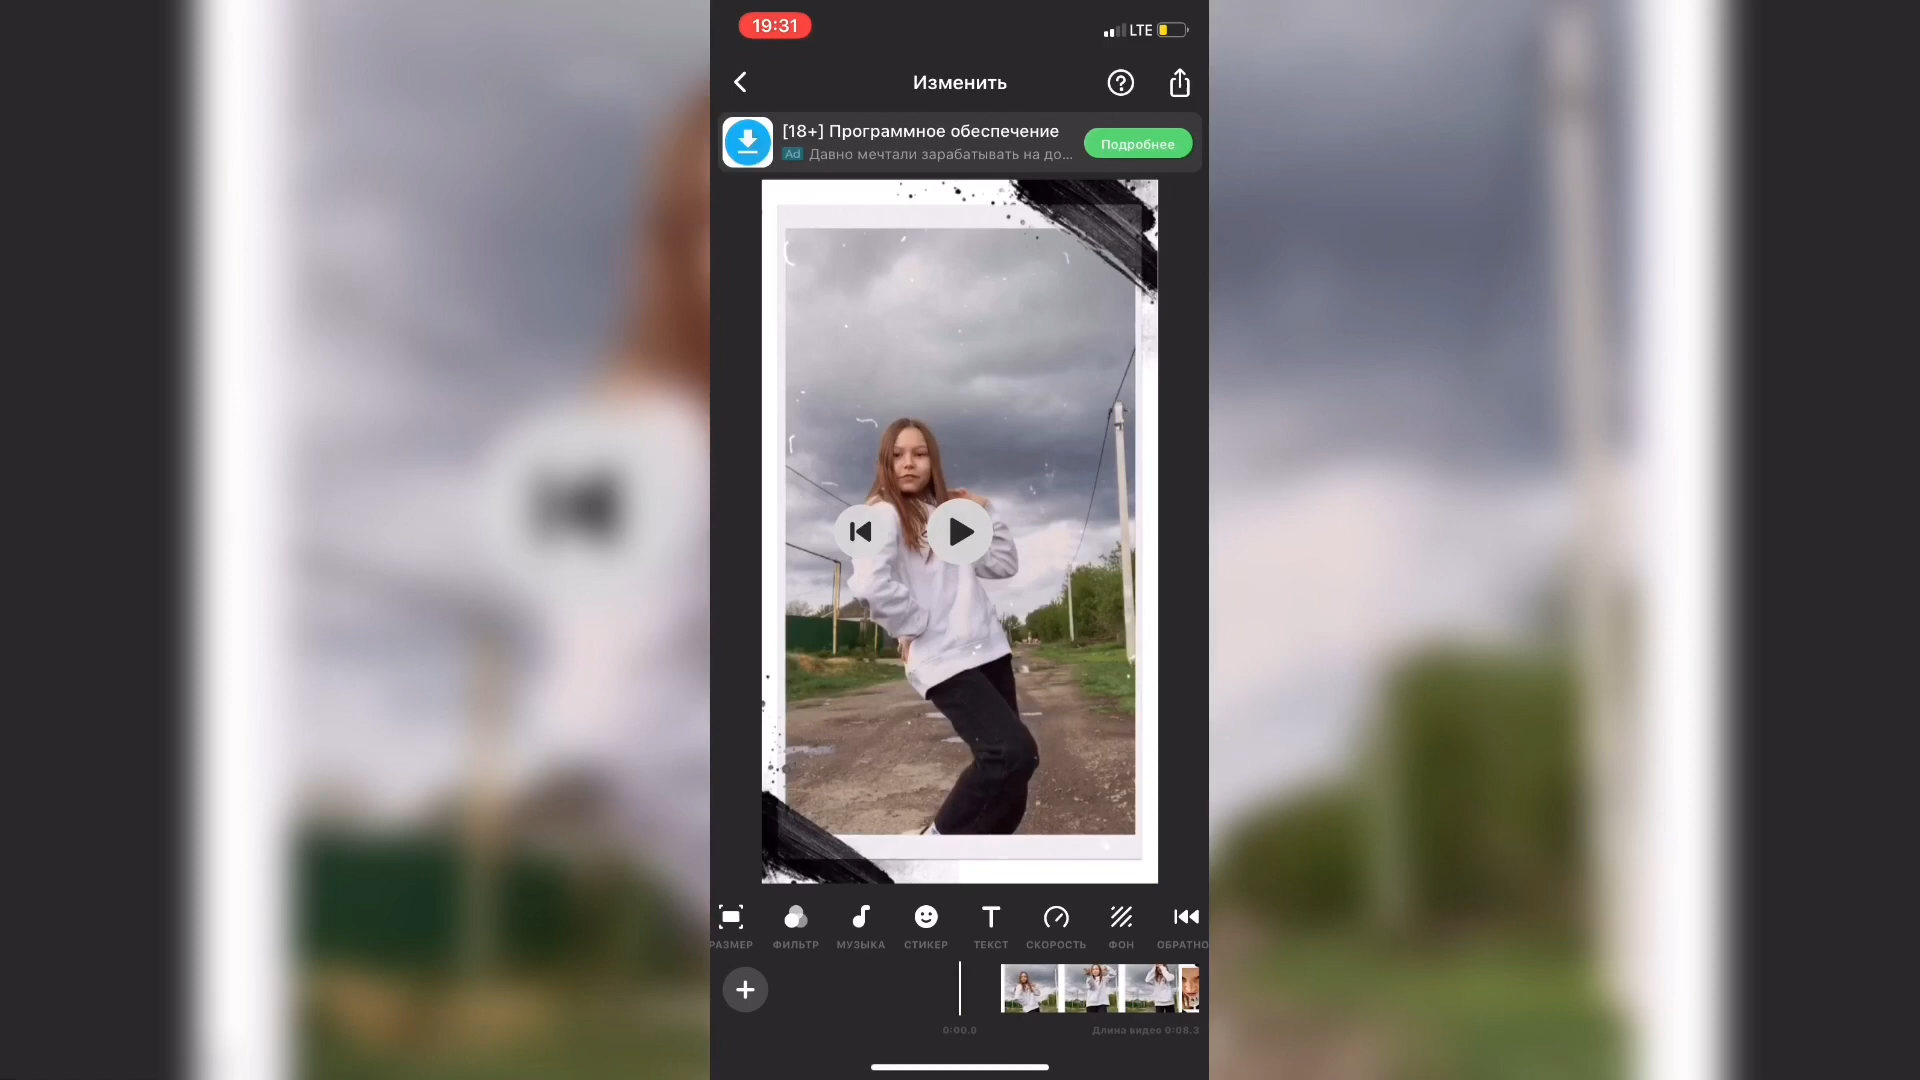 19:31
LTE
Изменить
[18+] Программное обеспечение
Ad Давно мечтали зарабатывать на до...
Подробнее
РАЗМЕР ФИЛЬТР МУЗЫКА СТИКЕР ТЕКСТ СКОРОСТЬ ФОН ОБРАТНО
0:00.0
Длина видео 0:08.3